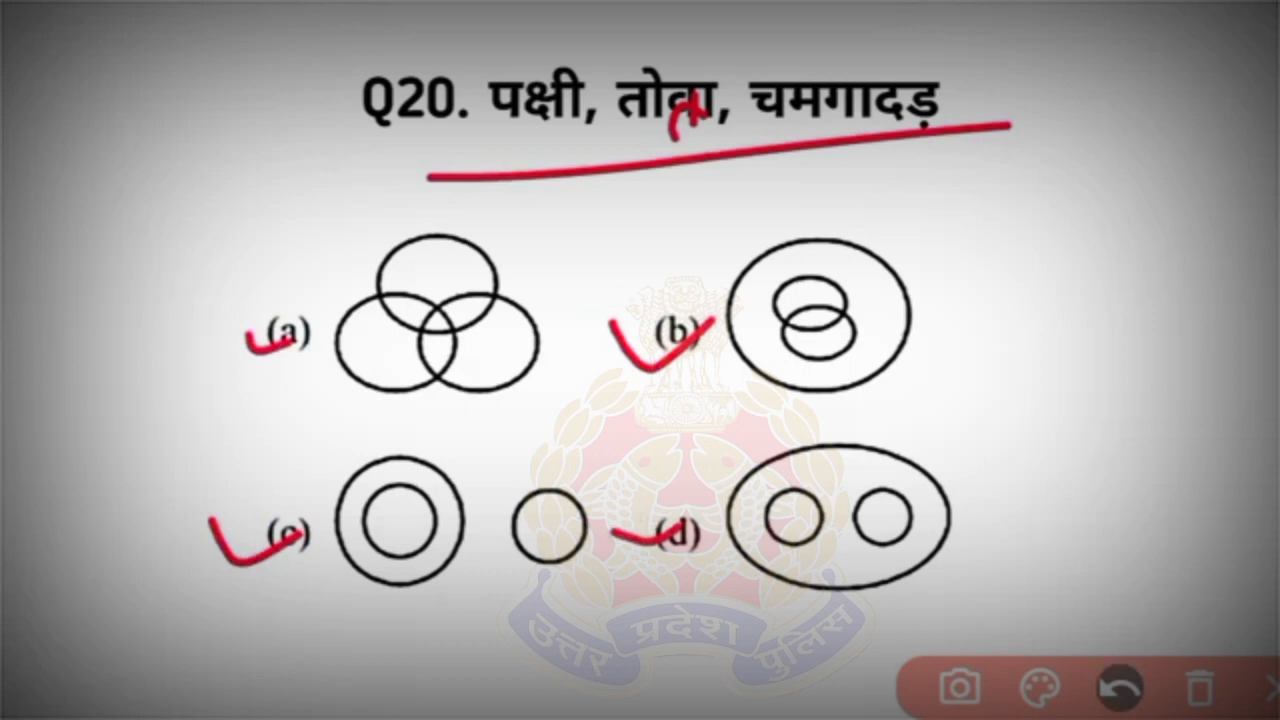 Q20. पक्षी, तोता, चमगादड़
(a)
(b)
(c)
(d)
उत्तर प्रदेश पुलिस